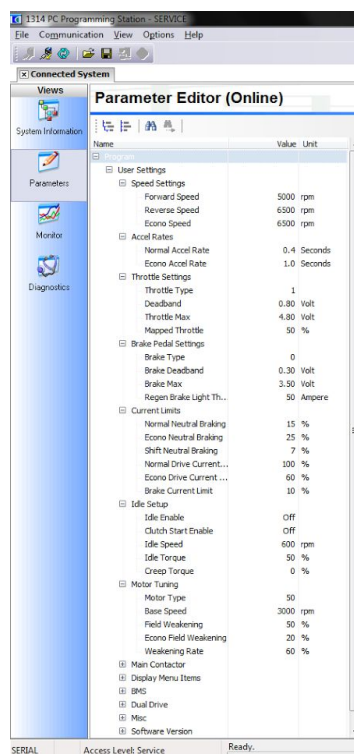 1314 PC Programming Station - SERVICE
File Communication View Options Help
Connected System
Views
System Information
Parameters
Monitor
Diagnostics
Parameter Editor (Online)
Name Value Unit
Program
User Settings
Speed Settings
Forward Speed 5000 rpm
Reverse Speed 6500 rpm
Econo Speed 6500 rpm
Accel Rates
Normal Accel Rate 0.4 Seconds
Econo Accel Rate 1.0 Seconds
Throttle Settings
Throttle Type 1
Deadband 0.80 Volt
Throttle Max 4.80 Volt
Mapped Throttle 50 %
Brake Pedal Settings
Brake Type 0
Brake Deadband 0.30 Volt
Brake Max 3.50 Volt
Regen Brake Light Th... 50 Ampere
Current Limits
Normal Neutral Braking 15 %
Econo Neutral Braking 25 %
Shift Neutral Braking 7 %
Normal Drive Current... 100 %
Econo Drive Current ... 60 %
Brake Current Limit 10 %
Idle Setup
Idle Enable Off
Clutch Start Enable Off
Idle Speed 600 rpm
Idle Torque 50 %
Creep Torque 0 %
Motor Tuning
Motor Type 50
Base Speed 3000 rpm
Field Weakening 50 %
Econo Field Weakening 20 %
Weakening Rate 60 %
Main Contactor
Display Menu Items
BMS
Dual Drive
Misc
Software Version
SERIAL Access Level: Service Ready.